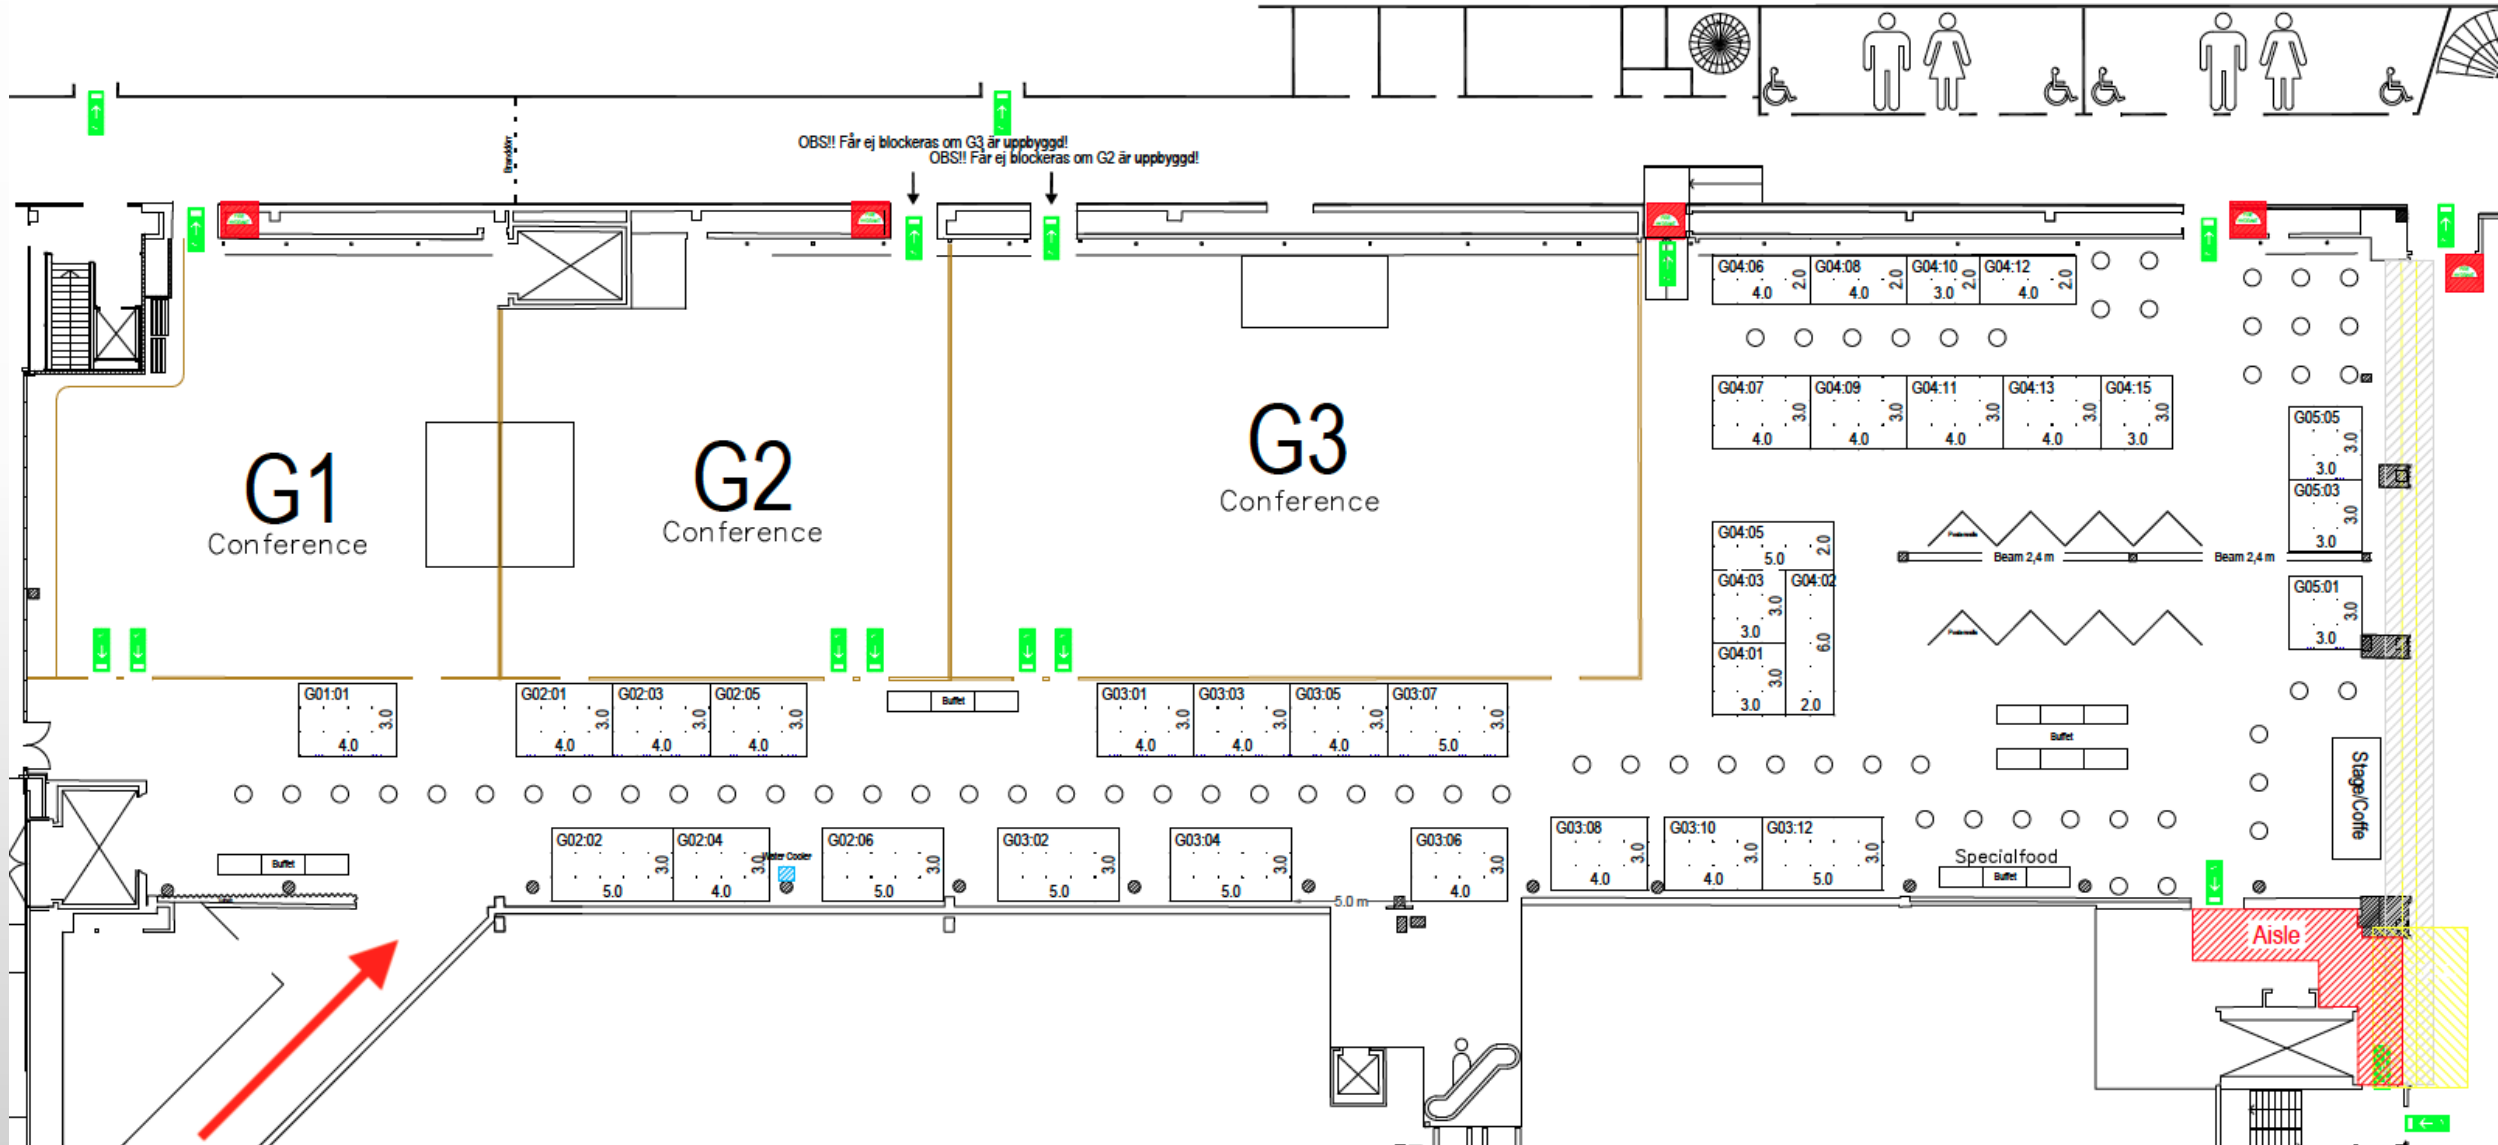 OBS!! Får ej blockeras om G3 är uppbyggd!
OBS!! Får ej blockeras om G2 är uppbyggd!
Branddörr
G04:06
4.0
2.0
G04:08
4.0
2.0
G04:10
3.0
2.0
G04:12
4.0
2.0
G04:07
4.0
3.0
G04:09
4.0
3.0
G04:11
4.0
3.0
G04:13
4.0
3.0
G04:15
3.0
3.0
G05:05
3.0
3.0
G05:03
3.0
3.0
G05:01
3.0
3.0
G1
Conference
G2
Conference
G3
Conference
G04:05
5.0
2.0
G04:03
3.0
3.0
G04:02
6.0
2.0
G04:01
3.0
3.0
Beam 2,4 m
Beam 2,4 m
G01:01
4.0
3.0
G02:01
4.0
3.0
G02:03
4.0
3.0
G02:05
4.0
3.0
Buffet
G03:01
4.0
3.0
G03:03
4.0
3.0
G03:05
4.0
3.0
G03:07
5.0
3.0
Buffet
Stage/Coffe
Buffet
G02:02
5.0
3.0
G02:04
4.0
3.0
Water Cooler
G02:06
5.0
3.0
G03:02
5.0
3.0
G03:04
5.0
3.0
5.0 m
G03:06
4.0
3.0
G03:08
4.0
3.0
G03:10
4.0
3.0
G03:12
5.0
3.0
Specialfood
Buffet
Aisle